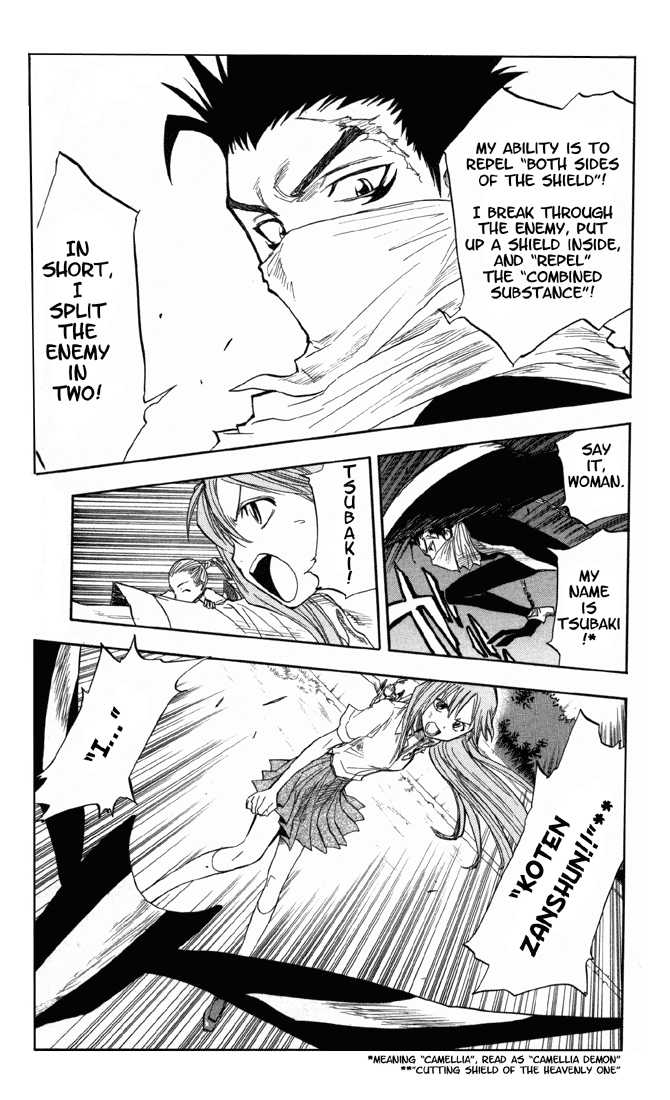 MY ABILITY IS TO
REPEL "BOTH SIDES
OF THE SHIELD"!
I BREAK THROUGH
THE ENEMY, PUT
UP A SHIELD INSIDE,
AND "REPEL"
THE "COMBINED
SUBSTANCE"!
IN
SHORT,
I
SPLIT
THE
ENEMY
IN
TWO!
SAY
IT,
WOMAN.
MY
NAME
IS
TSUBAKI
!*
TSUBAKI!
"KOTEN
ZANSHUN!!"**
"I..."
*MEANING "CAMELLIA", READ AS "CAMELLIA DEMON"
**"CUTTING SHIELD OF THE HEAVENLY ONE"